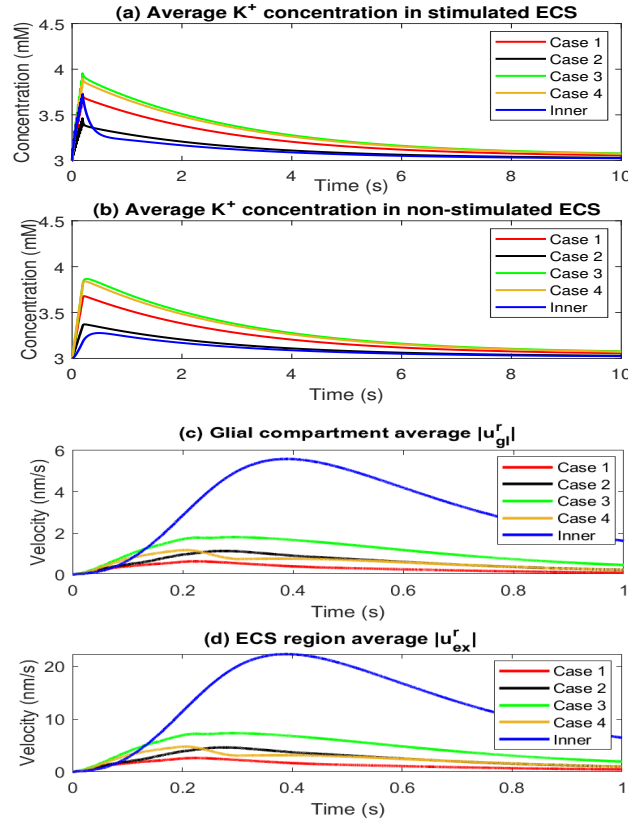 (a) Average K+ concentration in stimulated ECS
Concentration (mM)
4.5
4
3.5
3
0
2
4
6
8
10
Time (s)
Case 1
Case 2
Case 3
Case 4
Inner
(b) Average K+ concentration in non-stimulated ECS
Concentration (mM)
4.5
4
3.5
3
0
2
4
6
8
10
Time (s)
Case 1
Case 2
Case 3
Case 4
Inner
(c) Glial compartment average |u^r_gl|
Velocity (nm/s)
6
4
2
0
0
0.2
0.4
0.6
0.8
1
Time (s)
Case 1
Case 2
Case 3
Case 4
Inner
(d) ECS region average |u^r_ex|
Velocity (nm/s)
20
10
0
0
0.2
0.4
0.6
0.8
1
Time (s)
Case 1
Case 2
Case 3
Case 4
Inner